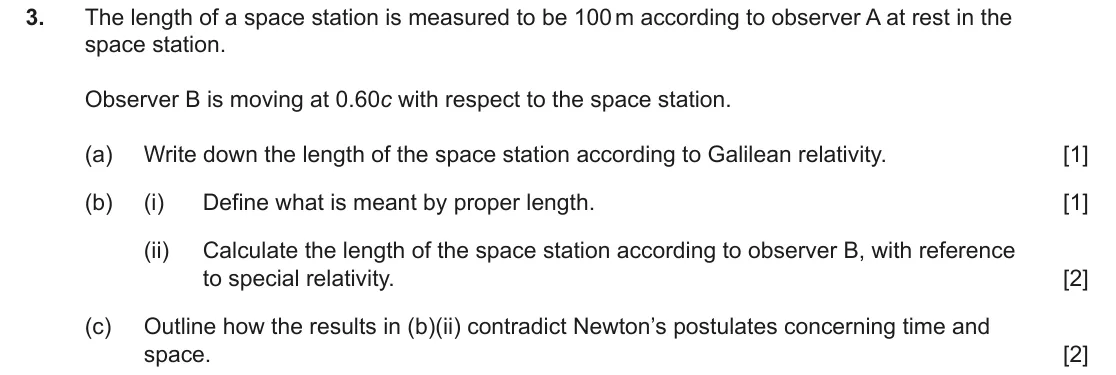 3. The length of a space station is measured to be 100 m according to observer A at rest in the
space station.
Observer B is moving at 0.60c with respect to the space station.
(a) Write down the length of the space station according to Galilean relativity. [1]
(b) (i) Define what is meant by proper length. [1]
(ii) Calculate the length of the space station according to observer B, with reference
to special relativity. [2]
(c) Outline how the results in (b)(ii) contradict Newton’s postulates concerning time and
space. [2]